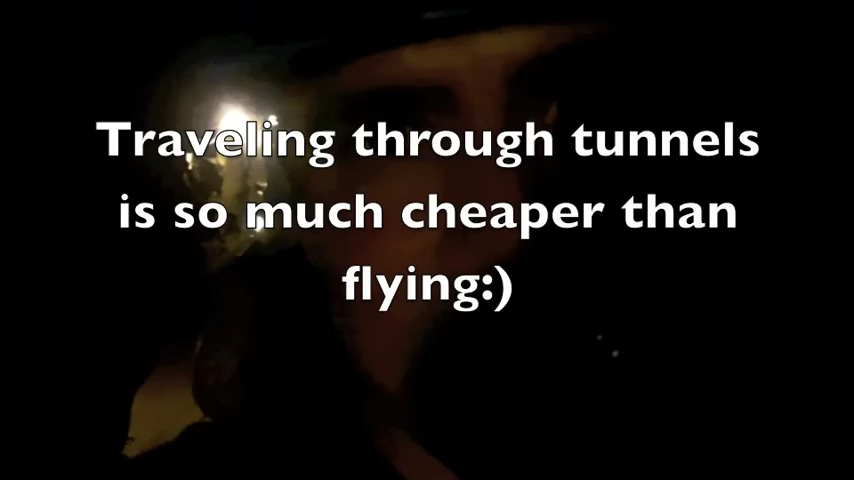 Traveling through tunnels
is so much cheaper than
flying:)